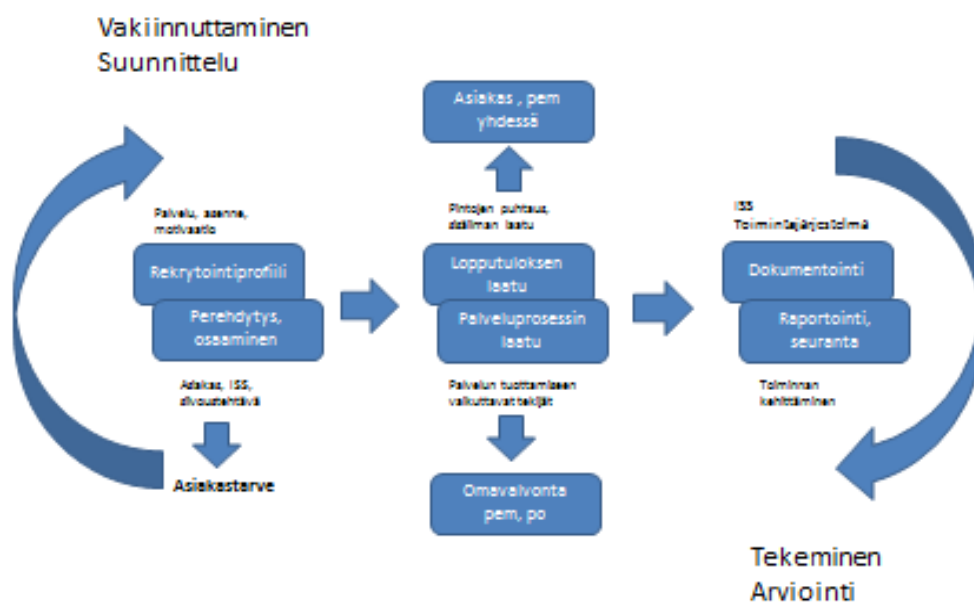 Vakiinnuttaminen
Suunnittelu
Asiakas , pem
yhdessä
Palvelu, asenne,
motivaatio
Pintojen puhtaus,
sisäilman laatu
ISS
Toimintajärjestelmä
Rekrytointiprofiili
Perehdytys,
osaaminen
Lopputuloksen
laatu
Palveluprosessin
laatu
Dokumentointi
Raportointi,
seuranta
Asiakas, ISS,
siivoustehtävä
Palvelun tuottamiseen
vaikuttavat tekijät
Toiminnan
kehittäminen
Asiakastarve
Omavalvonta
pem, po
Tekeminen
Arviointi